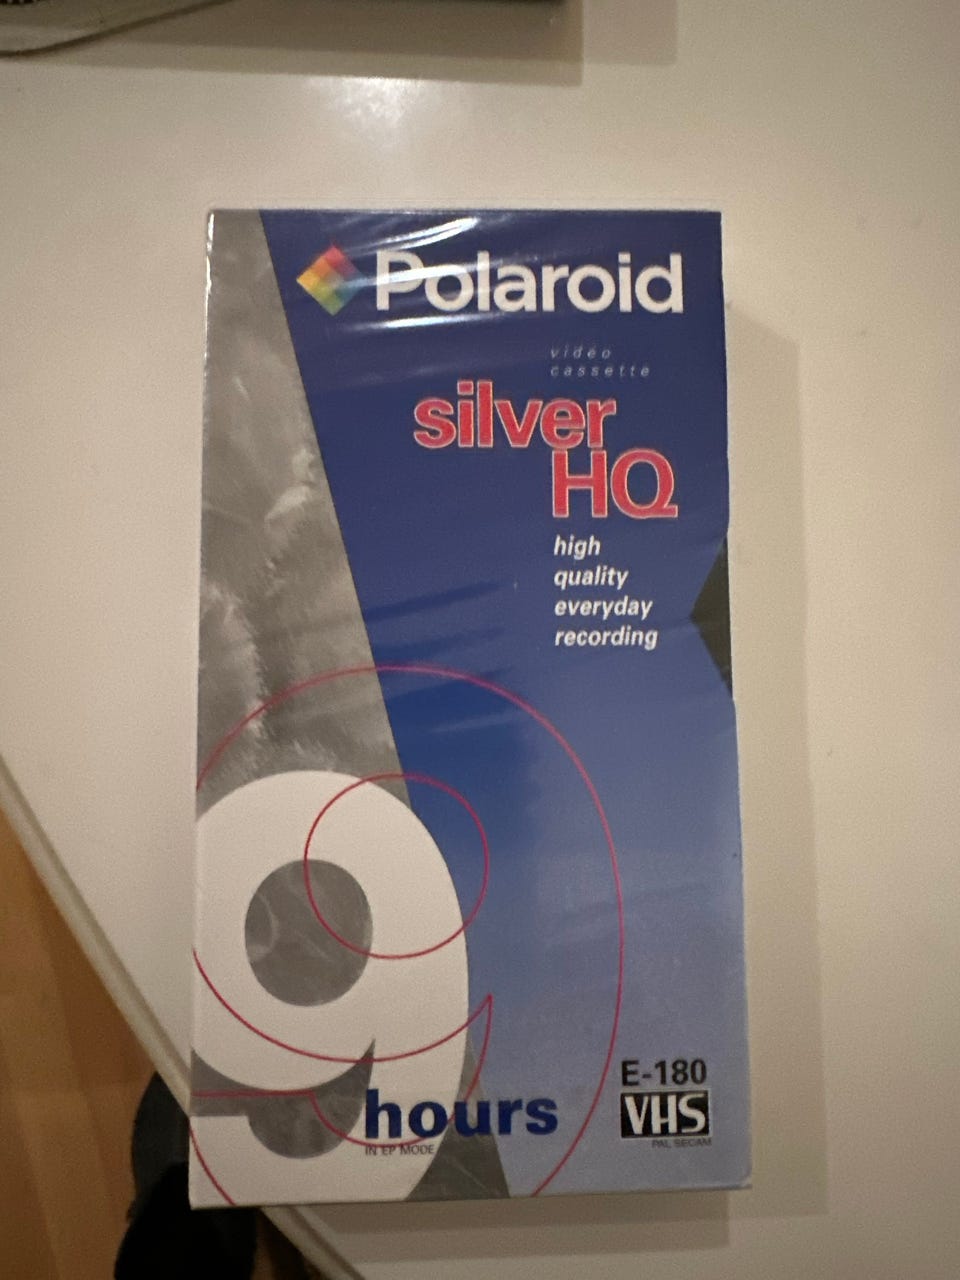 Polaroid
video
cassette
silver
HQ
high
quality
everyday
recording
9
hours
IN EP MODE
E-180
VHS
PAL SECAM